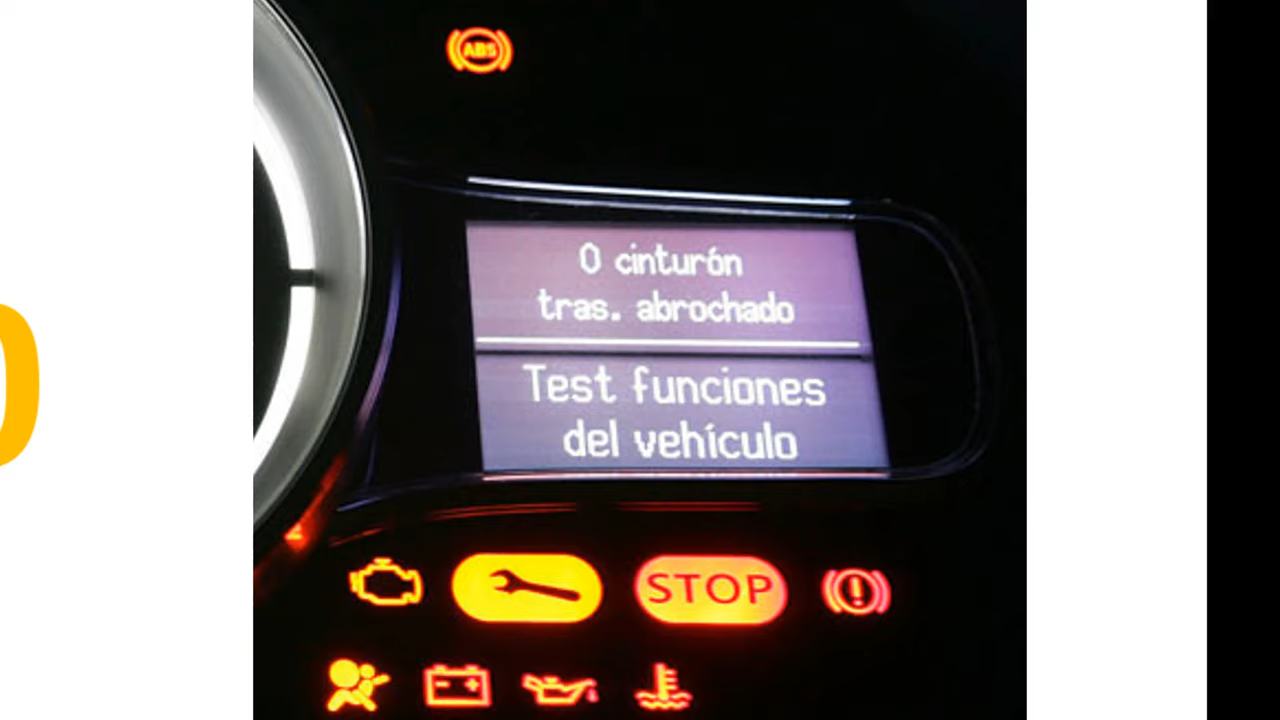 ABS
0 cinturón
tras. abrochado
Test funciones
del vehículo
STOP